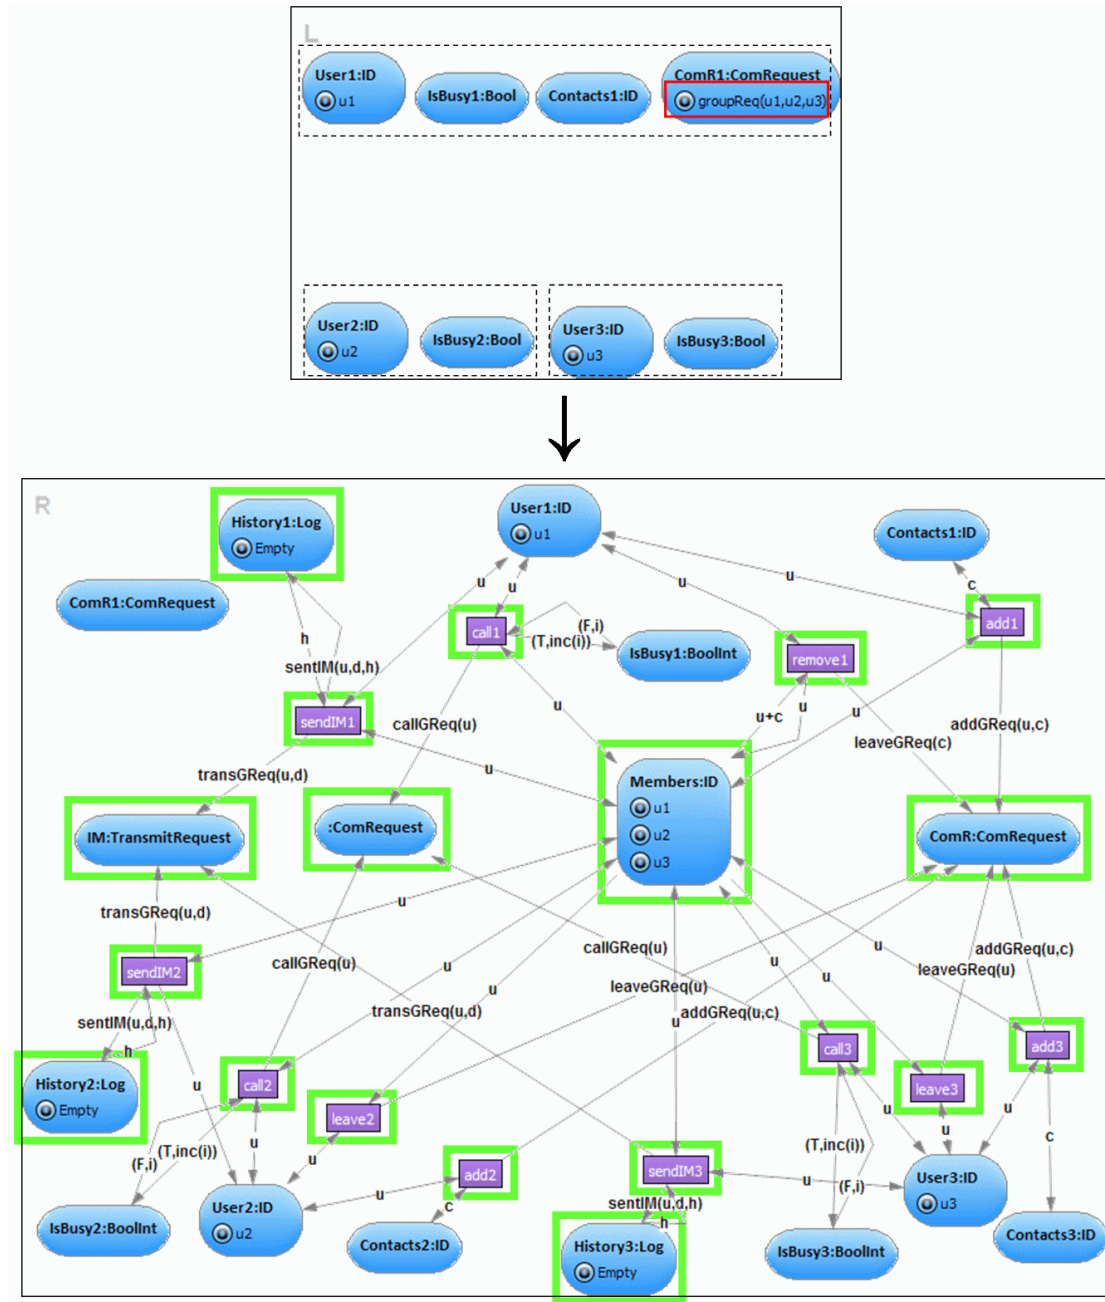 L
User1:ID
u1
IsBusy1:Bool
Contacts1:ID
ComR1:ComRequest
groupReq(u1,u2,u3)
User2:ID
u2
IsBusy2:Bool
User3:ID
u3
IsBusy3:Bool
R
History1:Log
Empty
User1:ID
u1
Contacts1:ID
ComR1:ComRequest
u
u
u
u
c
h
sentIM(u,d,h)
call1
(F,i)
(T,inc(i))
IsBusy1:BoolInt
remove1
add1
sendIM1
callGReq(u)
u
u+c
u
u
leaveGReq(c)
addGReq(u,c)
transGReq(u,d)
u
Members:ID
u1
u2
u3
IM:TransmitRequest
:ComRequest
ComR:ComRequest
transGReq(u,d)
u
callGReq(u)
u
callGReq(u)
leaveGReq(u)
u
u
u
u
addGReq(u,c)
leaveGReq(u)
sendIM2
sentIM(u,d,h)
h
u
transGReq(u,d)
u
addGReq(u,c)
call3
add3
History2:Log
Empty
call2
leave2
leave3
(F,i)
(T,inc(i))
u
u
add2
u
c
sendIM3
sentIM(u,d,h)
h
u
(T,inc(i))
(F,i)
u
u
u
c
IsBusy2:BoolInt
User2:ID
u2
Contacts2:ID
History3:Log
Empty
IsBusy3:BoolInt
User3:ID
u3
Contacts3:ID